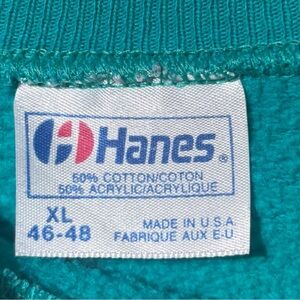 Hanes®
50% COTTON/COTON
50% ACRYLIC/ACRYLIQUE
XL
46-48
MADE IN U.S.A
FABRIQUE AUX E-U